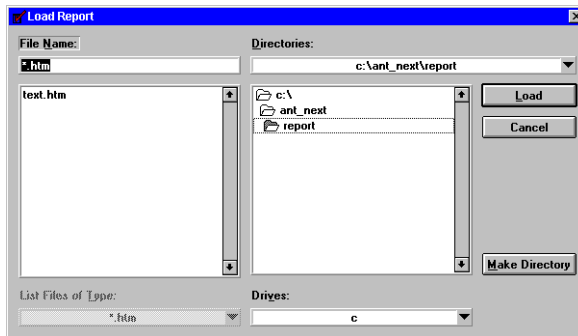 Load Report
File Name:
Directories:
*.htm
c:\ant_next\report
text.htm
c:\
ant_next
report
Load
Cancel
Make Directory
List Files of Type:
Drives:
*.htm
c